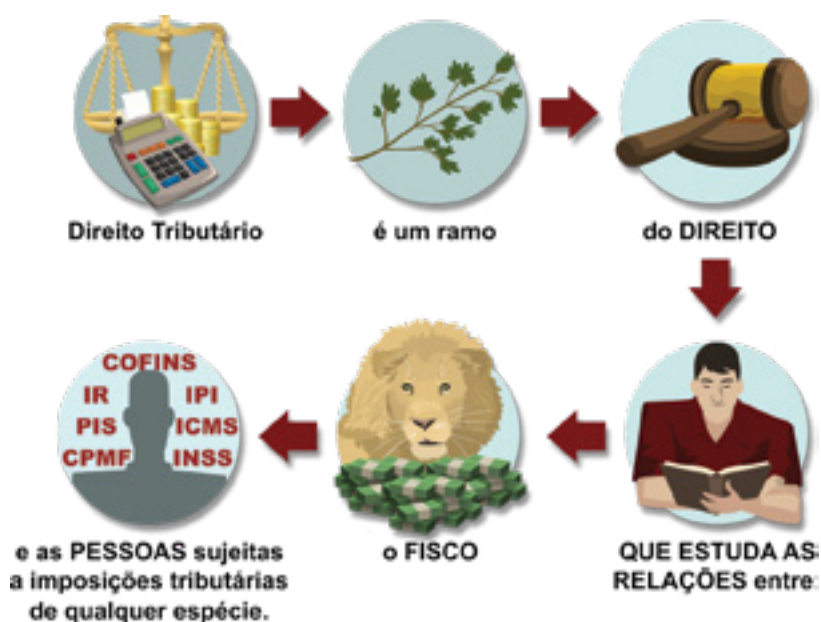 Direito Tributário
é um ramo
do DIREITO
QUE ESTUDA AS
RELAÇÕES entre:
o FISCO
COFINS
IR IPI
PIS ICMS
CPMF INSS
e as PESSOAS sujeitas
a imposições tributárias
de qualquer espécie.